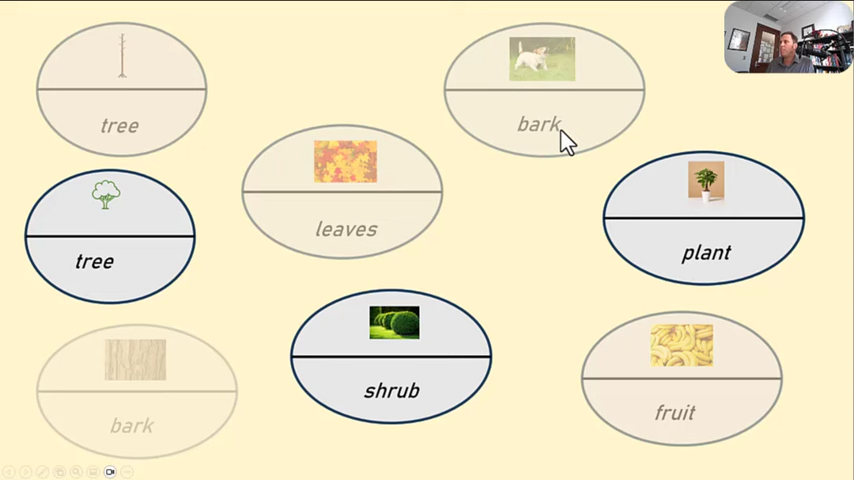 tree
bark
leaves
tree
plant
shrub
fruit
bark